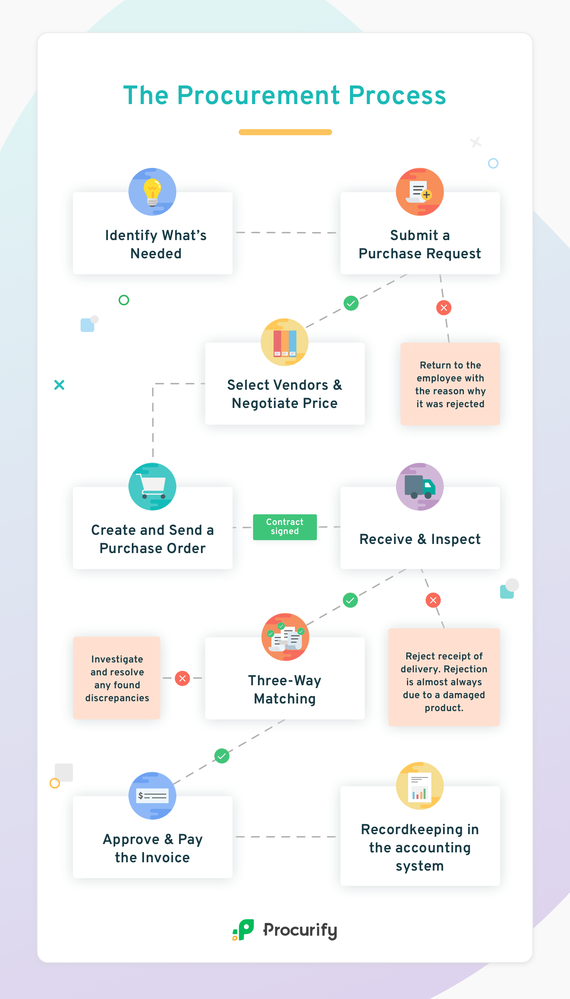 The Procurement Process
Identify What’s
Needed
Submit a
Purchase Request
Select Vendors &
Negotiate Price
Return to the
employee with
the reason why
it was rejected
Create and Send a
Purchase Order
Contract
signed
Receive & Inspect
Investigate
and resolve
any found
discrepancies
Three-Way
Matching
Reject receipt of
delivery. Rejection
is almost always
due to a damaged
product.
$
Approve & Pay
the Invoice
Recordkeeping in
the accounting
system
Procurify